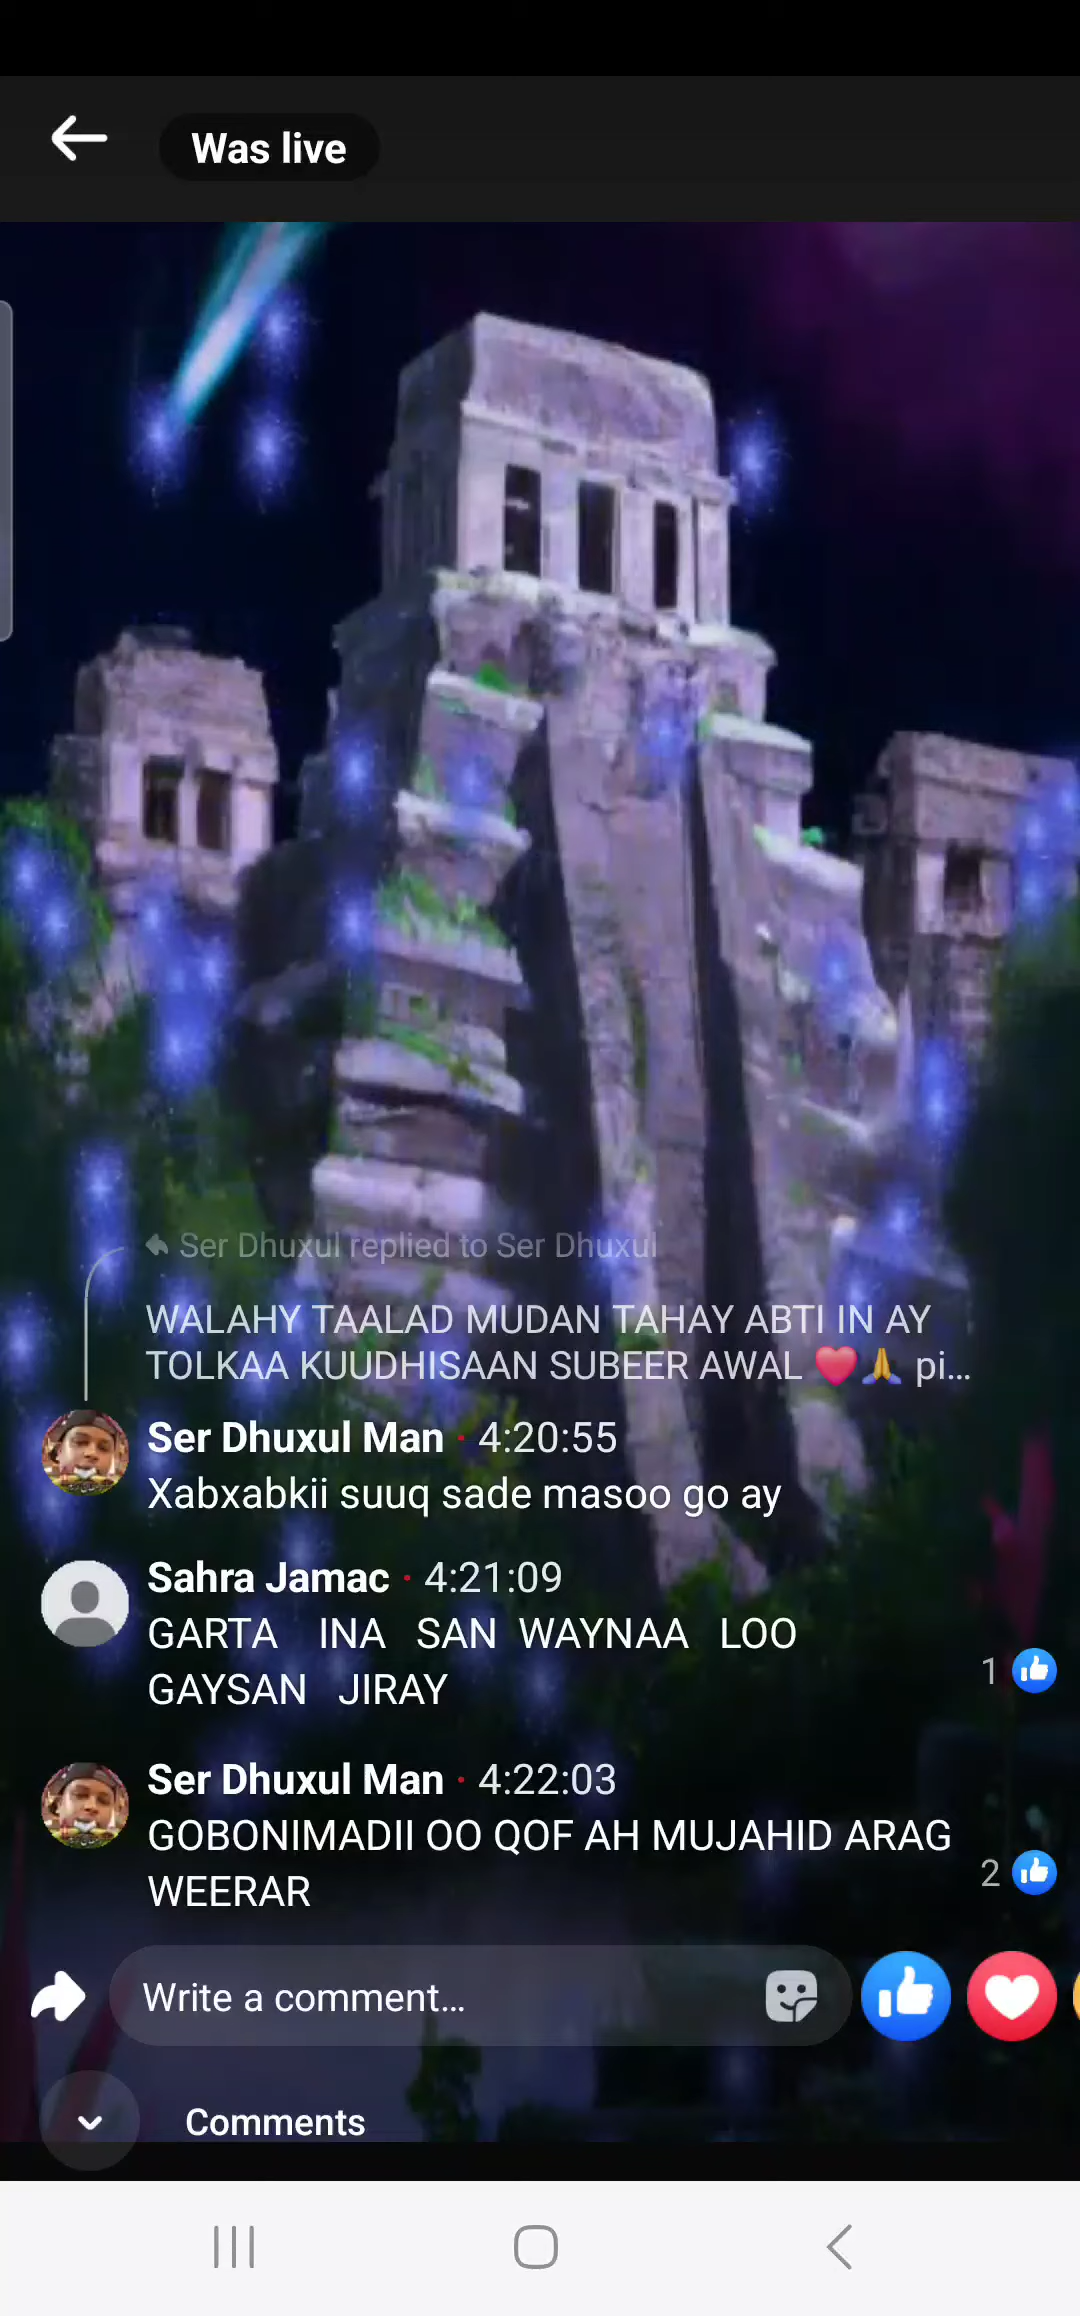 Was live
Ser Dhuxul replied to Ser Dhuxul
WALAHY TAALAD MUDAN TAHAY ABTI IN AY
TOLKAA KUUDHISAAN SUBEER AWAL ❤️🙏 pi...
Ser Dhuxul Man · 4:20:55
Xabxabkii suuq sade masoo go ay
Sahra Jamac · 4:21:09
GARTA INA SAN WAYNAA LOO
GAYSAN JIRAY
1
Ser Dhuxul Man · 4:22:03
GOBONIMADII OO QOF AH MUJAHID ARAG
WEERAR
2
Write a comment...
Comments